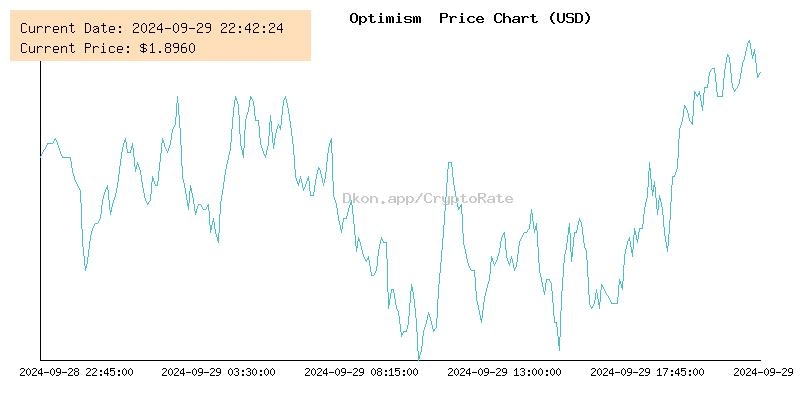 Optimism  Price Chart (USD)
Current Date: 2024-09-29 22:42:24
Current Price: $1.8960
Dkon.app/CryptoRate
2024-09-28 22:45:00 2024-09-29 03:30:00 2024-09-29 08:15:00 2024-09-29 13:00:00 2024-09-29 17:45:00 2024-09-29